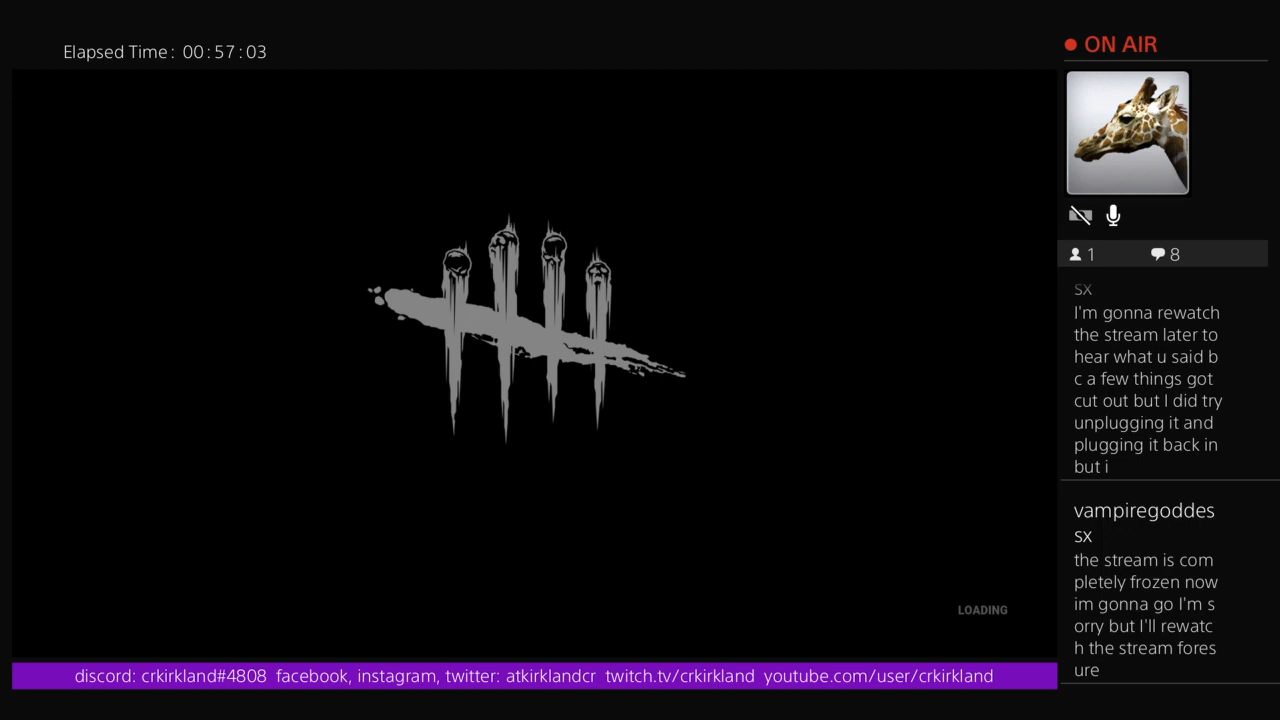 Elapsed Time: 00:57:03
ON AIR
1 8
SX
I'm gonna rewatch
the stream later to
hear what u said b
c a few things got
cut out but I did try
unplugging it and
plugging it back in
but i
vampiregoddes
sx
the stream is com
pletely frozen now
im gonna go I'm s
orry but I'll rewatc
h the stream fores
ure
LOADING
discord: crkirkland#4808 facebook, instagram, twitter: atkirklandcr twitch.tv/crkirkland youtube.com/user/crkirkland